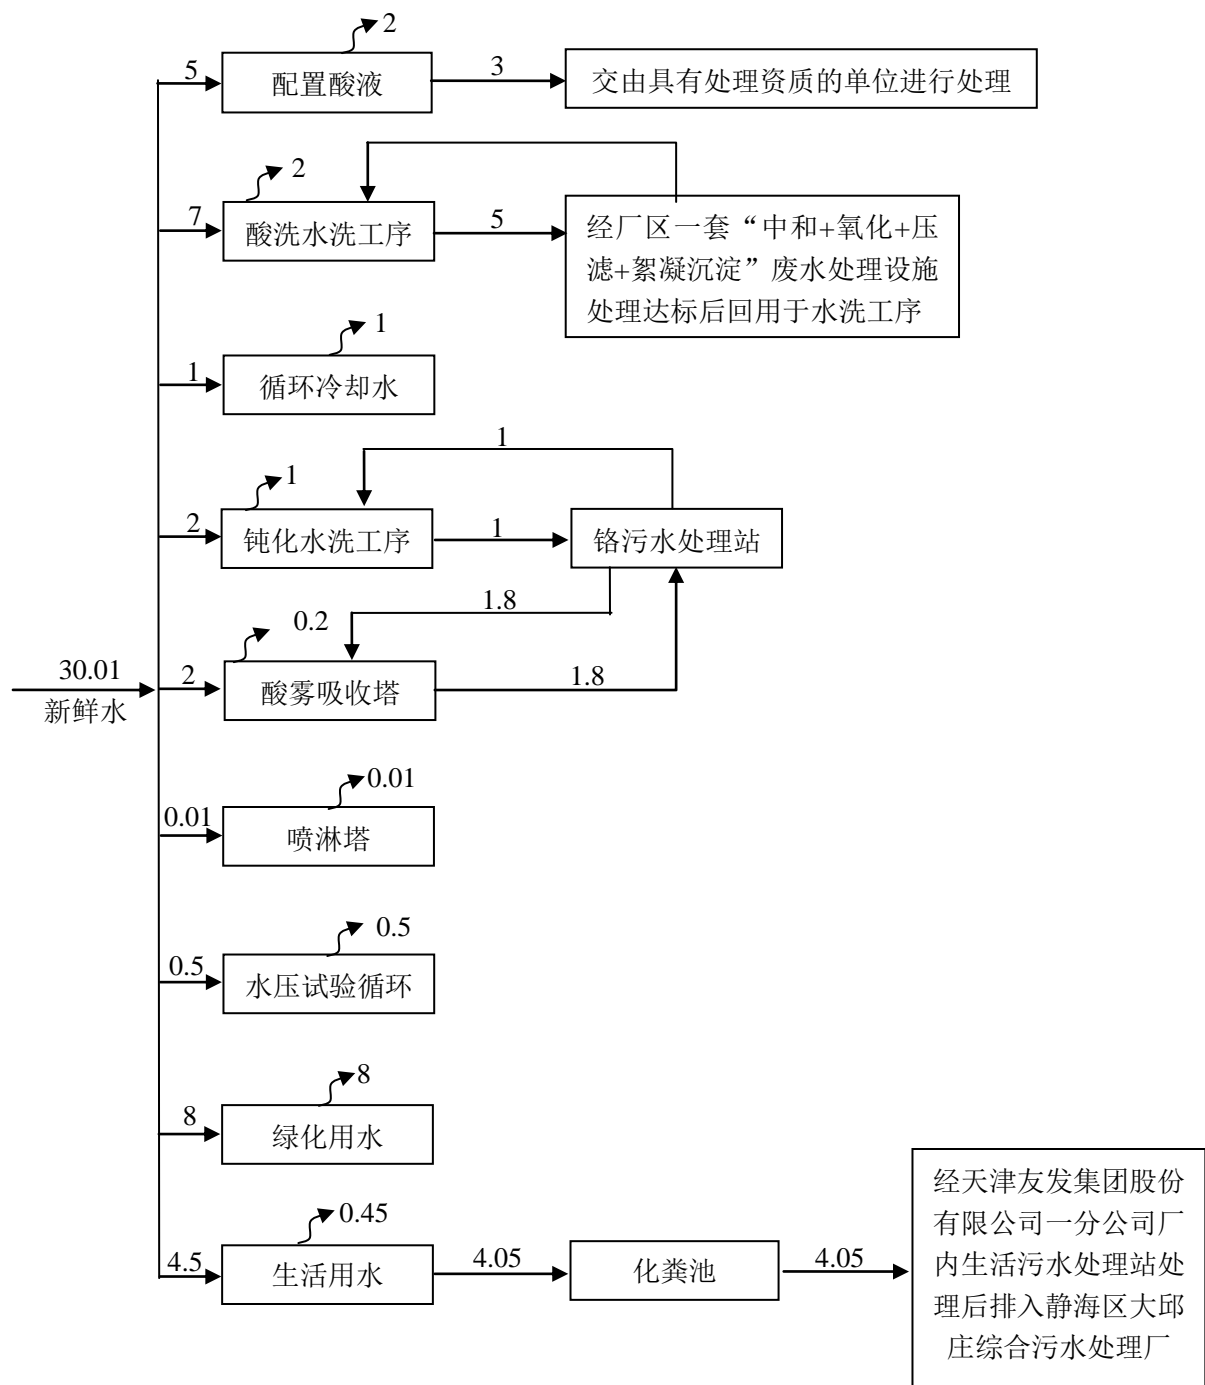 2
5
配置酸液
3
交由具有处理资质的单位进行处理
2
7
酸洗水洗工序
5
经厂区一套“中和+氧化+压
滤+絮凝沉淀”废水处理设施
处理达标后回用于水洗工序
1
1
循环冷却水
1
1
2
钝化水洗工序
1
铬污水处理站
1.8
0.2
30.01
新鲜水
2
酸雾吸收塔
1.8
0.01
0.01
喷淋塔
0.5
0.5
水压试验循环
8
8
绿化用水
0.45
4.5
生活用水
4.05
化粪池
4.05
经天津友发集团股份
有限公司一分公司厂
内生活污水处理站处
理后排入静海区大邱
庄综合污水处理厂